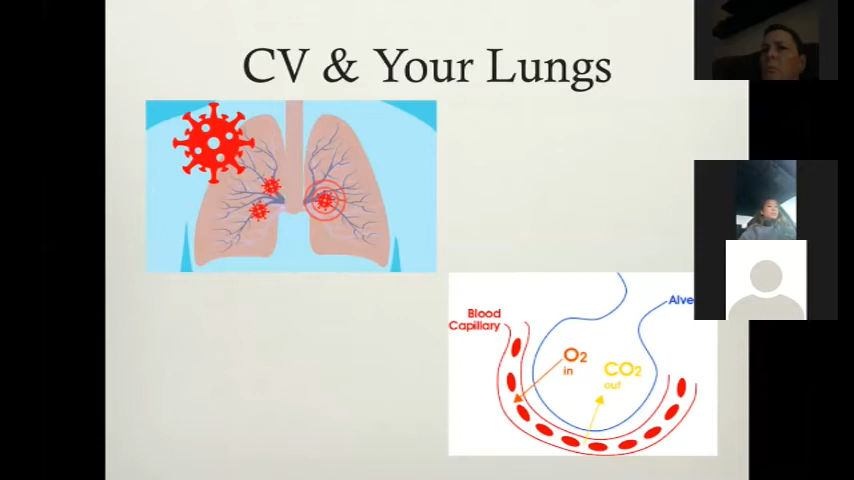 CV & Your Lungs
Blood
Capillary
Alve
O2
in
CO2
out